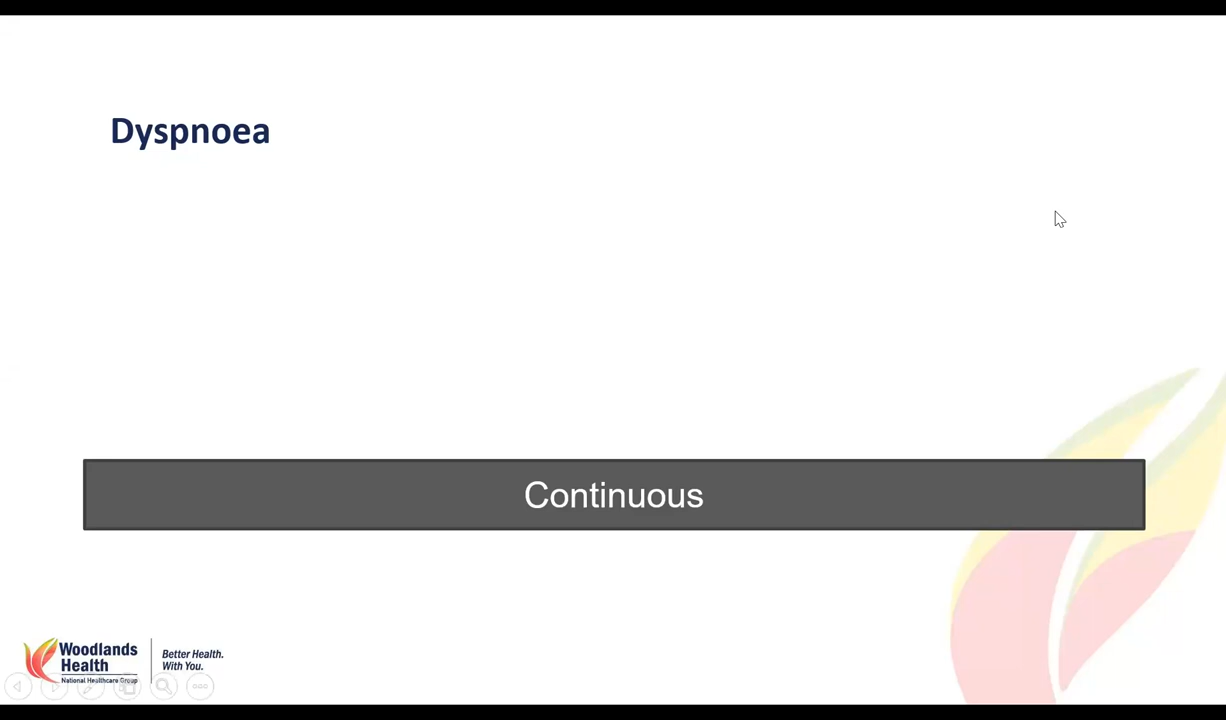 Dyspnoea
Continuous
Woodlands
Health
National Healthcare Group
Better Health.
With You.